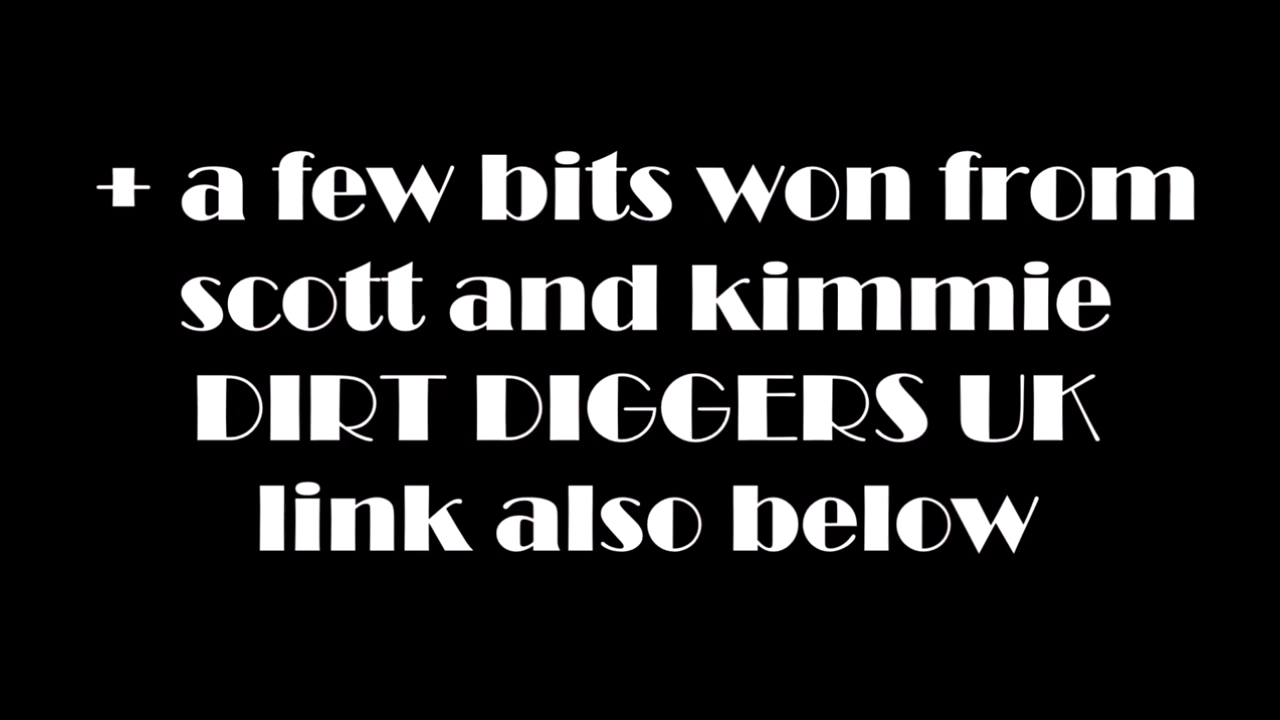 + a few bits won from
scott and kimmie
DIRT DIGGERS UK
link also below